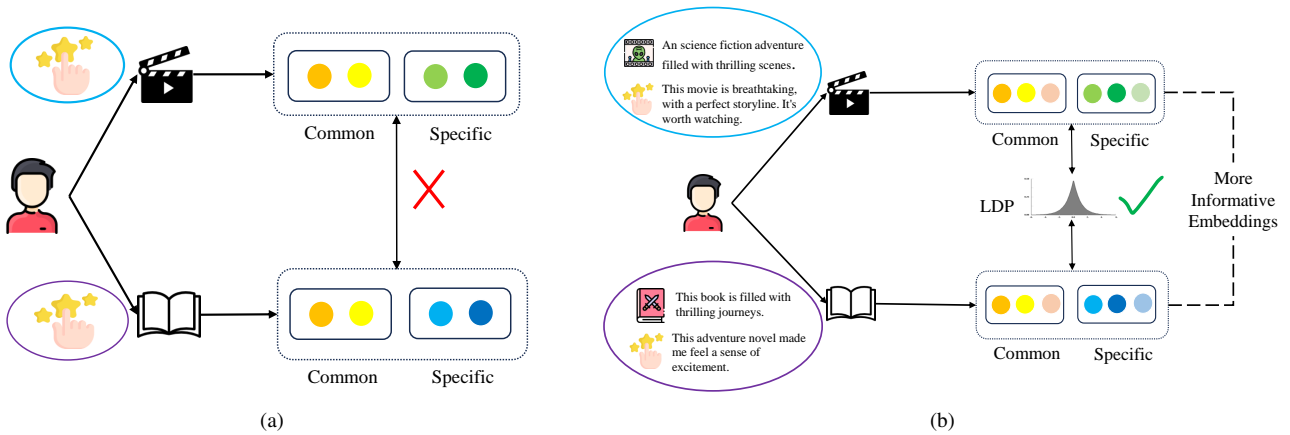 Common
Specific
Common
Specific
(a)
An science fiction adventure
filled with thrilling scenes.
This movie is breathtaking,
with a perfect storyline. It's
worth watching.
Common
Specific
LDP
More
Informative
Embeddings
This book is filled with
thrilling journeys.
This adventure novel made
me feel a sense of
excitement.
Common
Specific
(b)